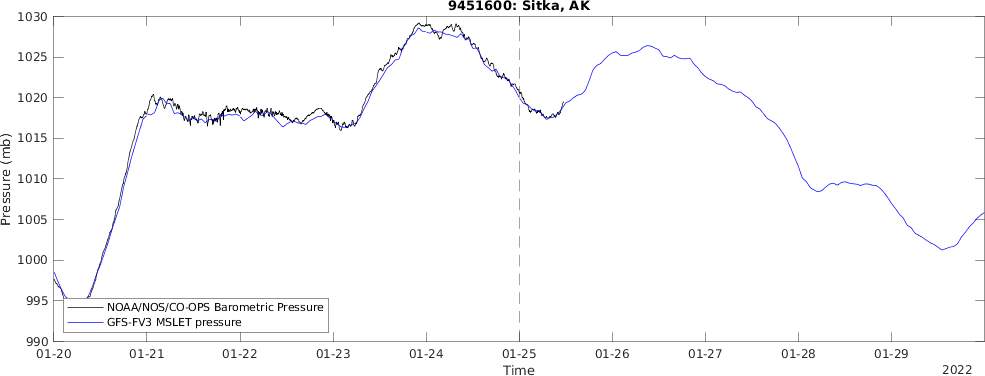 9451600: Sitka, AK
Pressure (mb)
1030
1025
1020
1015
1010
1005
1000
995
990
NOAA/NOS/CO-OPS Barometric Pressure
GFS-FV3 MSLET pressure
01-20 01-21 01-22 01-23 01-24 01-25 01-26 01-27 01-28 01-29
Time
2022